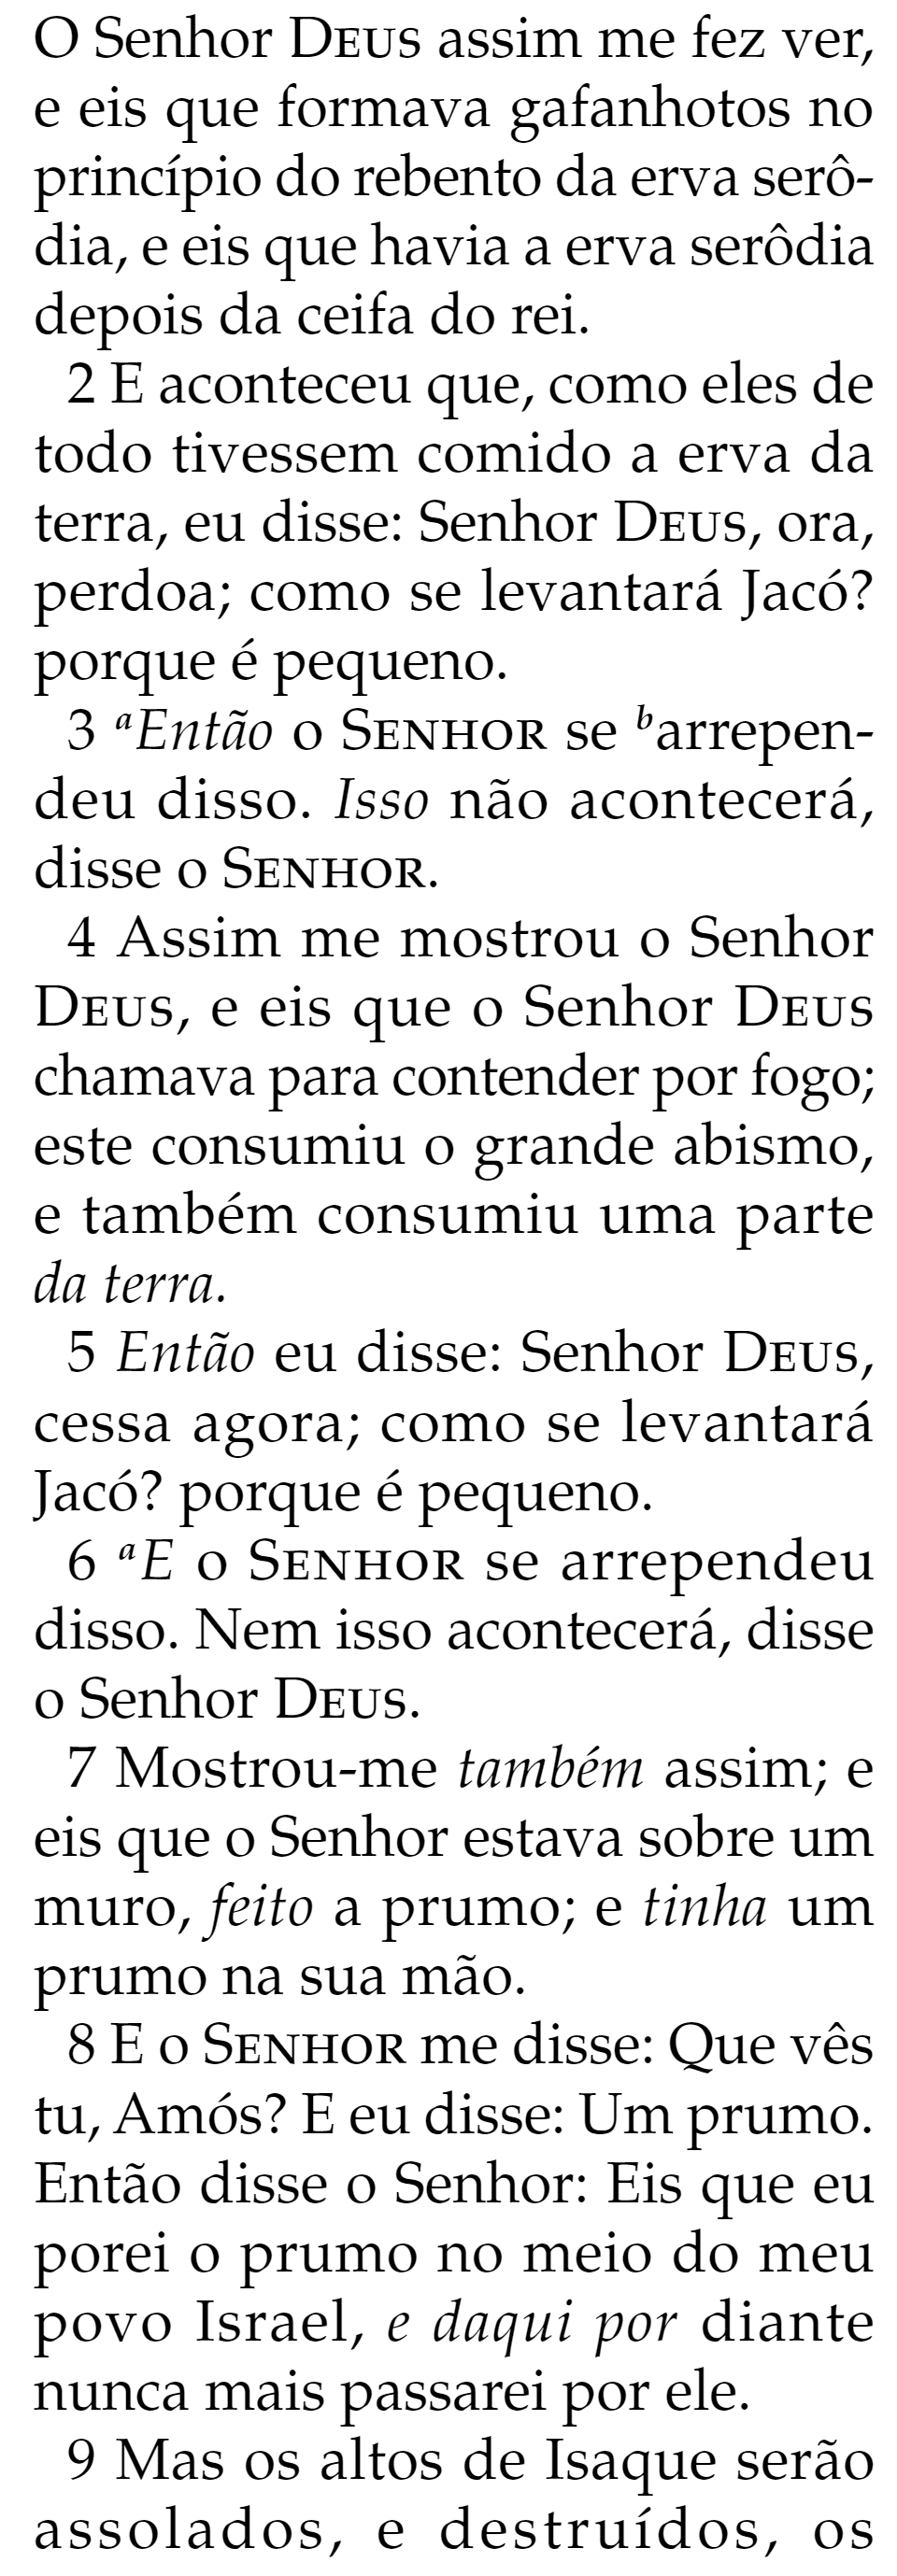 O Senhor Deus assim me fez ver,
e eis que formava gafanhotos no
princípio do rebento da erva serô-
dia, e eis que havia a erva serôdia
depois da ceifa do rei.
2 E aconteceu que, como eles de
todo tivessem comido a erva da
terra, eu disse: Senhor Deus, ora,
perdoa; como se levantará Jacó?
porque é pequeno.
3 aEntão o Senhor se barrepen-
deu disso. Isso não acontecerá,
disse o Senhor.
4 Assim me mostrou o Senhor
Deus, e eis que o Senhor Deus
chamava para contender por fogo;
este consumiu o grande abismo,
e também consumiu uma parte
da terra.
5 Então eu disse: Senhor Deus,
cessa agora; como se levantará
Jacó? porque é pequeno.
6 aE o Senhor se arrependeu
disso. Nem isso acontecerá, disse
o Senhor Deus.
7 Mostrou-me também assim; e
eis que o Senhor estava sobre um
muro, feito a prumo; e tinha um
prumo na sua mão.
8 E o Senhor me disse: Que vês
tu, Amós? E eu disse: Um prumo.
Então disse o Senhor: Eis que eu
porei o prumo no meio do meu
povo Israel, e daqui por diante
nunca mais passarei por ele.
9 Mas os altos de Isaque serão
assolados, e destruídos, os